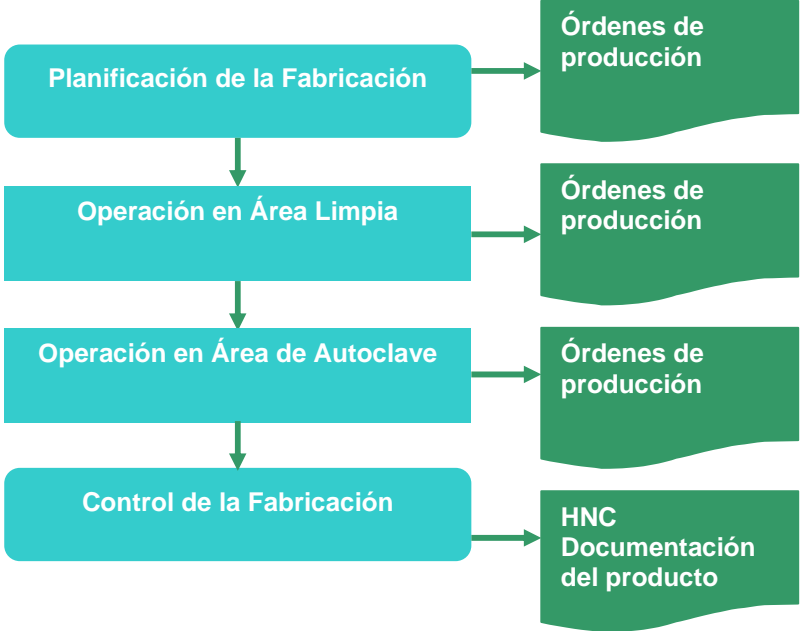 Planificación de la Fabricación
Órdenes de
producción
Operación en Área Limpia
Órdenes de
producción
Operación en Área de Autoclave
Órdenes de
producción
Control de la Fabricación
HNC
Documentación
del producto